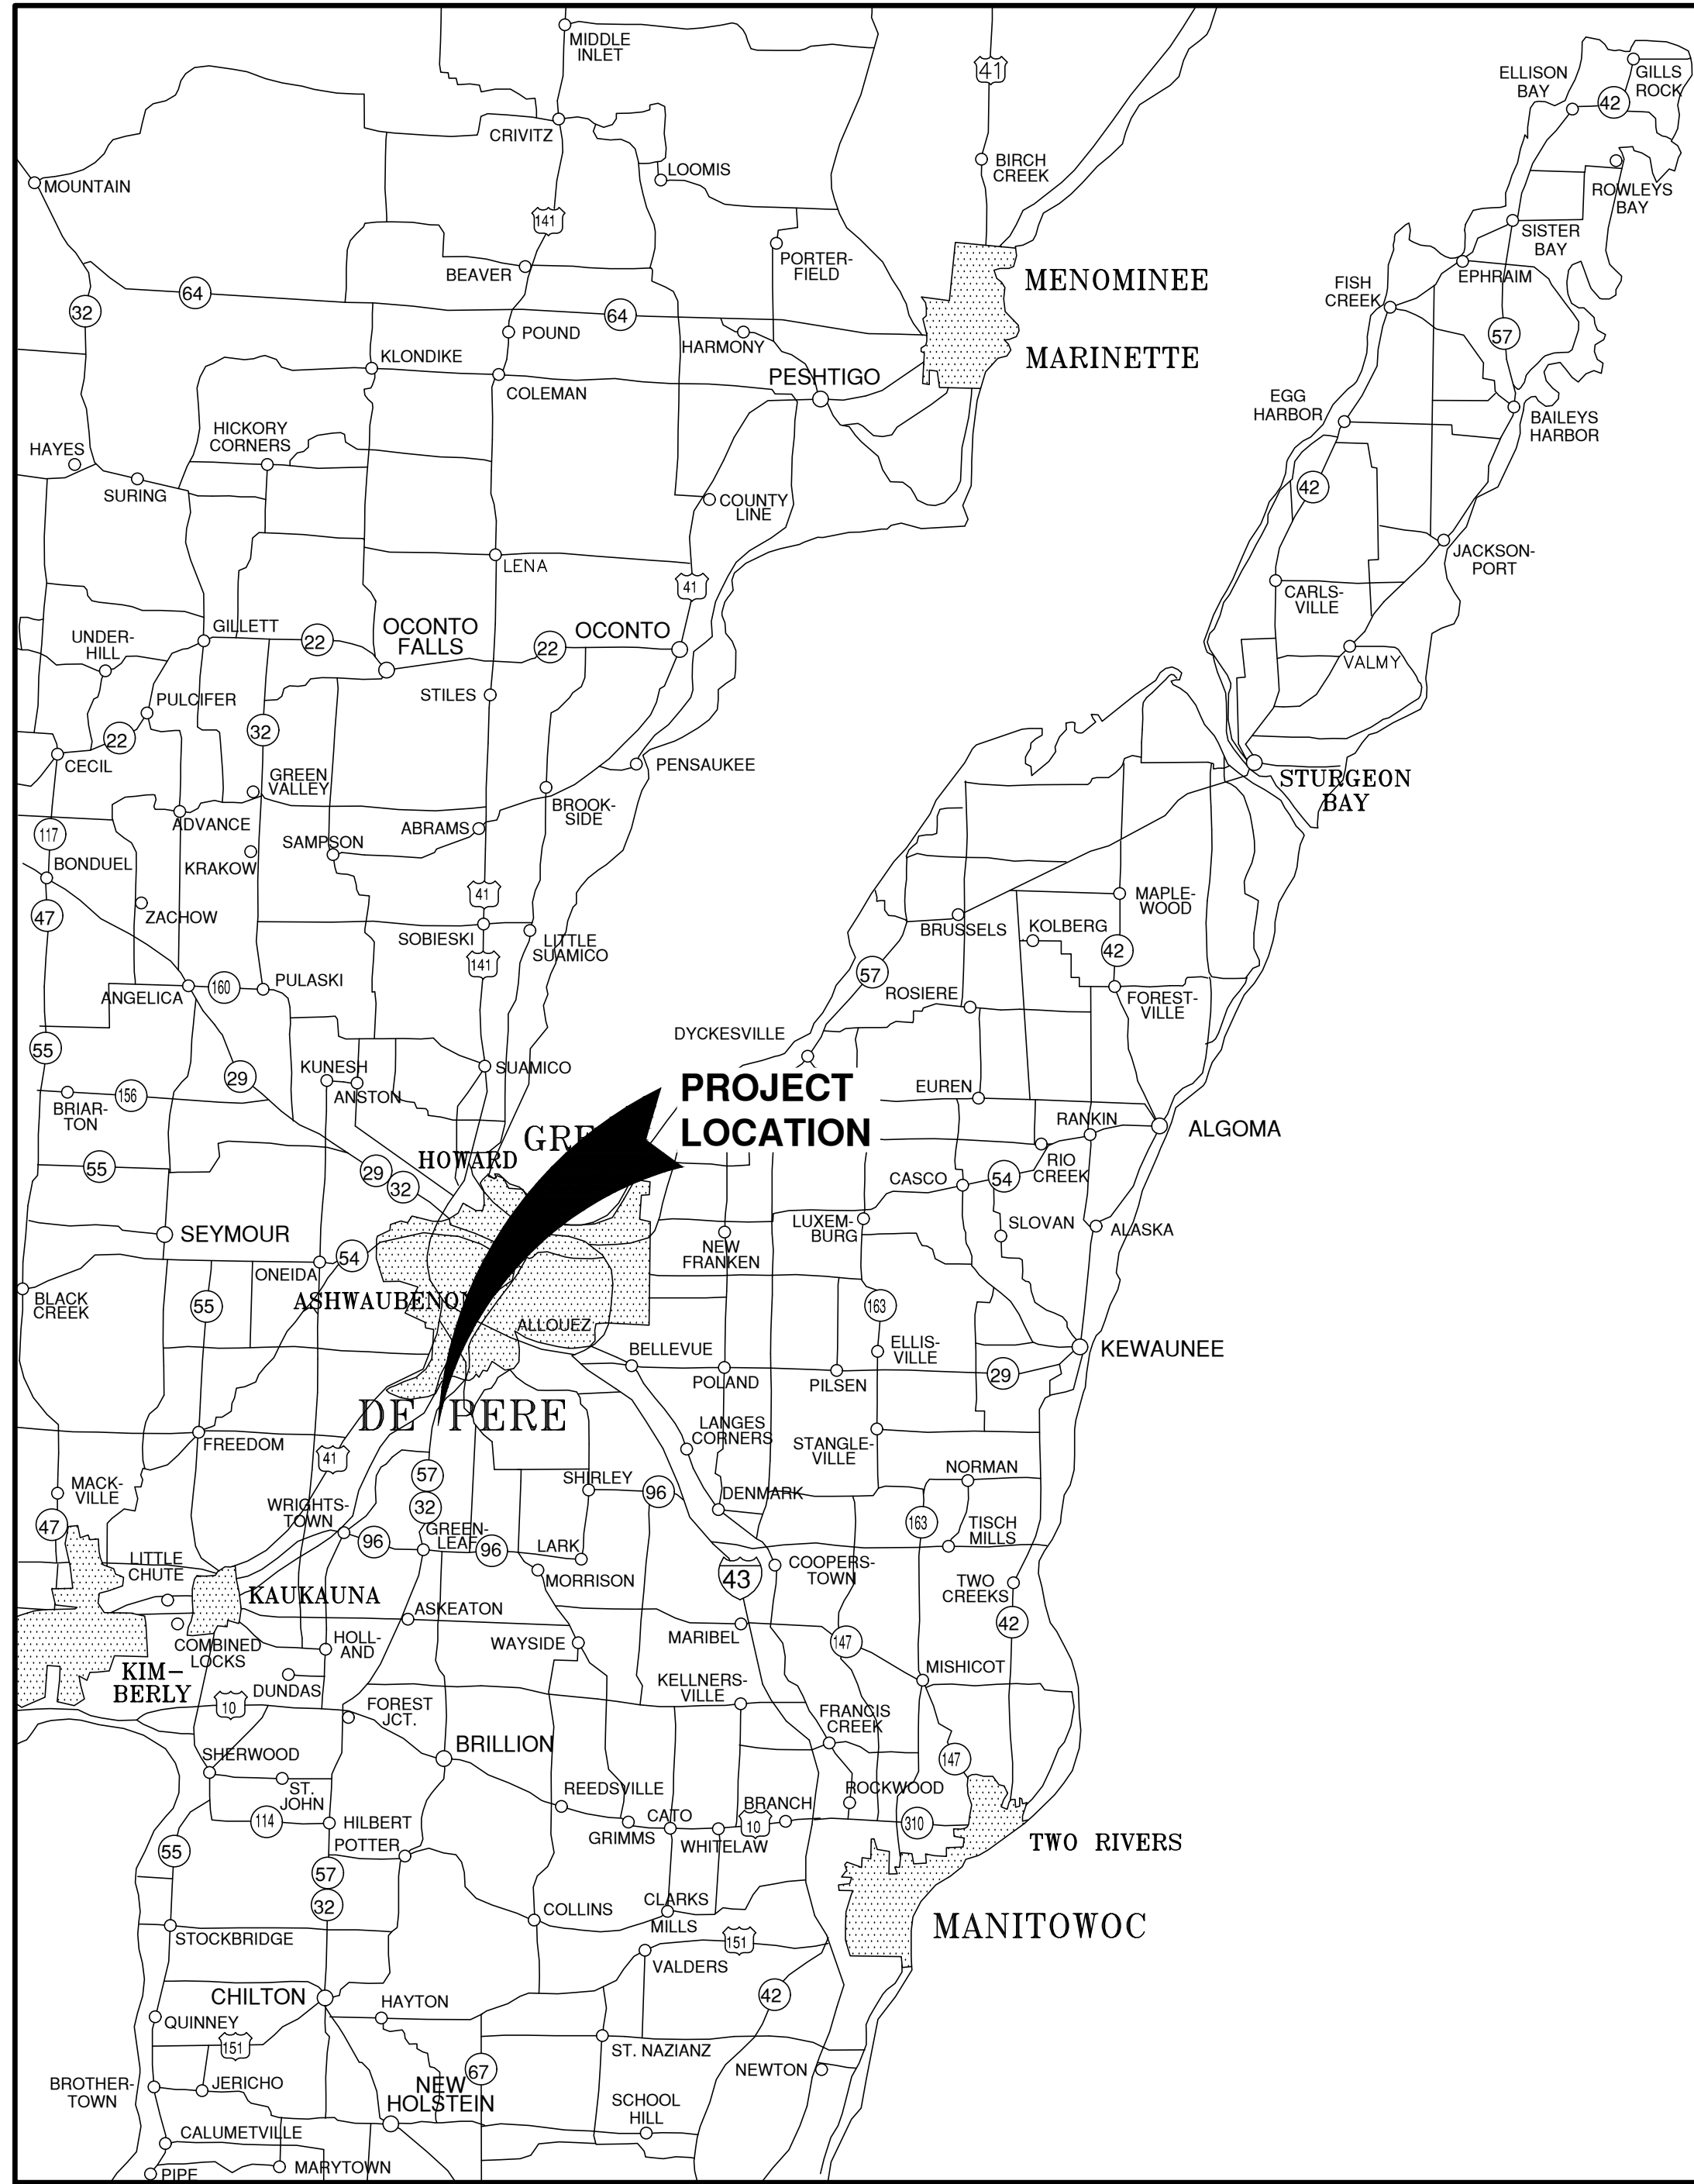 MIDDLE
INLET
41
ELLISON
BAY
GILLS
ROCK
42
CRIVITZ
BIRCH
CREEK
LOOMIS
MOUNTAIN
ROWLEYS
BAY
141
SISTER
BAY
PORTER-
FIELD
BEAVER
MENOMINEE
EPHRAIM
FISH
CREEK
64
32
64
POUND
HARMONY
57
KLONDIKE
MARINETTE
PESHTIGO
COLEMAN
EGG
HARBOR
BAILEYS
HARBOR
HICKORY
CORNERS
HAYES
SURING
42
COUNTY
LINE
JACKSON-
PORT
LENA
41
CARLS-
VILLE
GILLETT
22
OCONTO
FALLS
22
OCONTO
UNDER-
HILL
VALMY
STILES
PULCIFER
22
32
CECIL
PENSAUKEE
GREEN
VALLEY
STURGEON
BAY
BROOK-
SIDE
ADVANCE
ABRAMS
117
SAMPSON
BONDUEL
KRAKOW
41
MAPLE-
WOOD
47
ZACHOW
BRUSSELS
KOLBERG
SOBIESKI
LITTLE
SUAMICO
42
141
57
ANGELICA
160
PULASKI
ROSIERE
FOREST-
VILLE
DYCKESVILLE
55
KUNESH
SUAMICO
29
ANSTON
156
BRIAR-
TON
PROJECT
LOCATION
EUREN
RANKIN
ALGOMA
GRE
HOWARD
55
29
32
RIO
CREEK
CASCO
54
SEYMOUR
LUXEM-
BURG
SLOVAN
ALASKA
NEW
FRANKEN
54
ONEIDA
BLACK
CREEK
55
ASHWAUBENON
163
ALLOUEZ
BELLEVUE
ELLIS-
VILLE
KEWAUNEE
POLAND
PILSEN
29
DE PERE
LANGES
CORNERS
STANGLE-
VILLE
FREEDOM
41
57
NORMAN
MACK-
VILLE
SHIRLEY
96
DENMARK
32
WRIGHTS-
TOWN
47
163
TISCH
MILLS
96
GREEN-
LEAF
96
LARK
LITTLE
CHUTE
MORRISON
43
COOPERS-
TOWN
TWO
CREEKS
KAUKAUNA
ASKEATON
42
COMBINED
LOCKS
HOLL-
AND
WAYSIDE
MARIBEL
147
KIM-
BERLY
DUNDAS
KELLNERS-
VILLE
MISHICOT
10
FOREST
JCT.
FRANCIS
CREEK
BRILLION
SHERWOOD
147
ST.
JOHN
REEDSVILLE
ROCKWOOD
BRANCH
114
HILBERT
CATO
10
310
GRIMMS
WHITELAW
POTTER
TWO RIVERS
55
57
32
CLARKS
MILLS
COLLINS
STOCKBRIDGE
MANITOWOC
151
VALDERS
CHILTON
HAYTON
42
QUINNEY
151
ST. NAZIANZ
NEWTON
67
BROTHER-
TOWN
JERICHO
NEW
HOLSTEIN
SCHOOL
HILL
CALUMETVILLE
MARYTOWN
PIPE